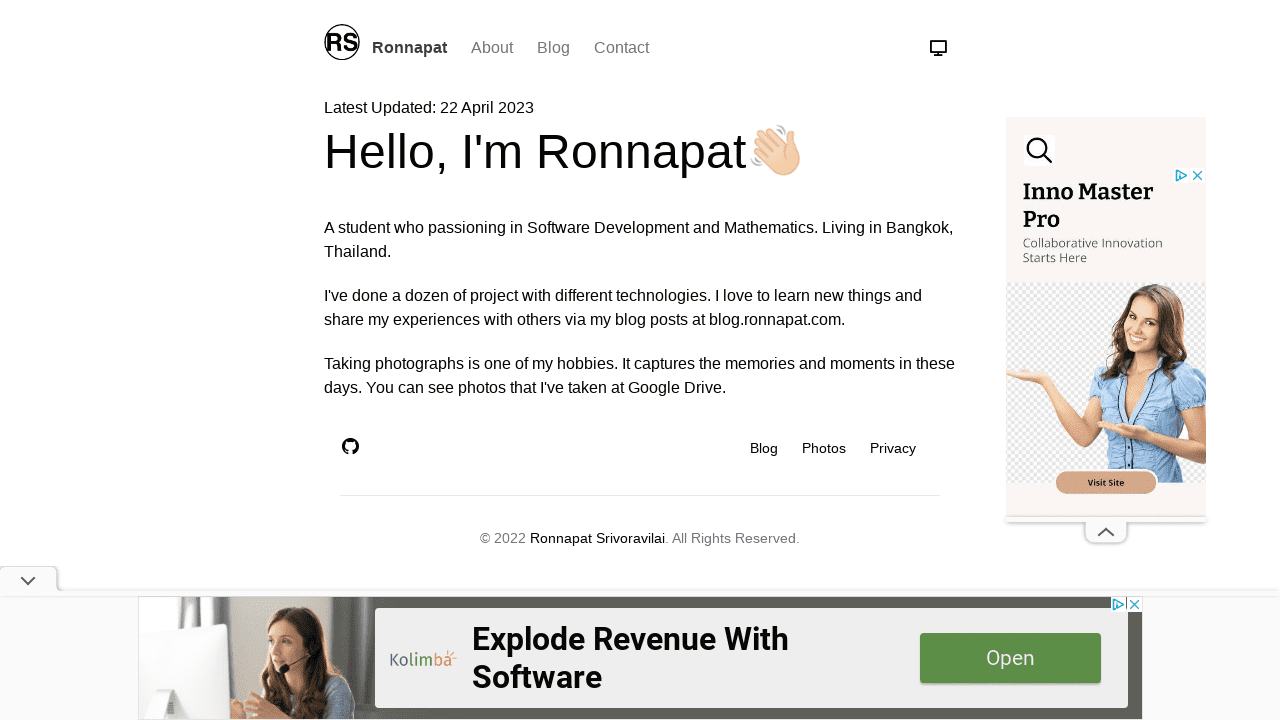 RS
Ronnapat About Blog Contact
Latest Updated: 22 April 2023
Hello, I'm Ronnapat👋🏻
A student who passioning in Software Development and Mathematics. Living in Bangkok,
Thailand.
I've done a dozen of project with different technologies. I love to learn new things and
share my experiences with others via my blog posts at blog.ronnapat.com.
Taking photographs is one of my hobbies. It captures the memories and moments in these
days. You can see photos that I've taken at Google Drive.
Blog Photos Privacy
© 2022 Ronnapat Srivoravilai. All Rights Reserved.
Inno Master
Pro
Collaborative Innovation
Starts Here
Visit Site
Kolimba
Explode Revenue With
Software
Open